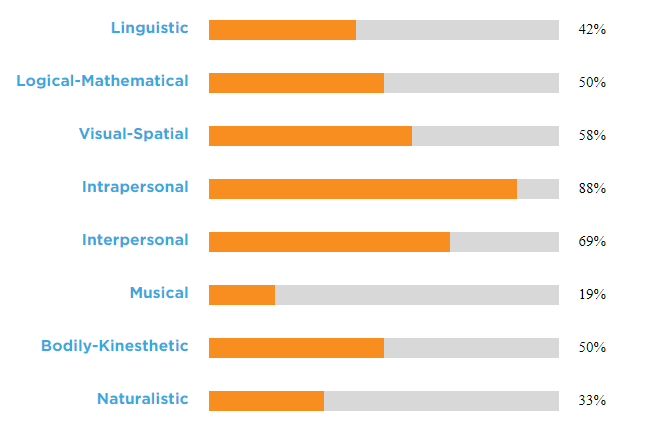 Linguistic 42%
Logical-Mathematical 50%
Visual-Spatial 58%
Intrapersonal 88%
Interpersonal 69%
Musical 19%
Bodily-Kinesthetic 50%
Naturalistic 33%